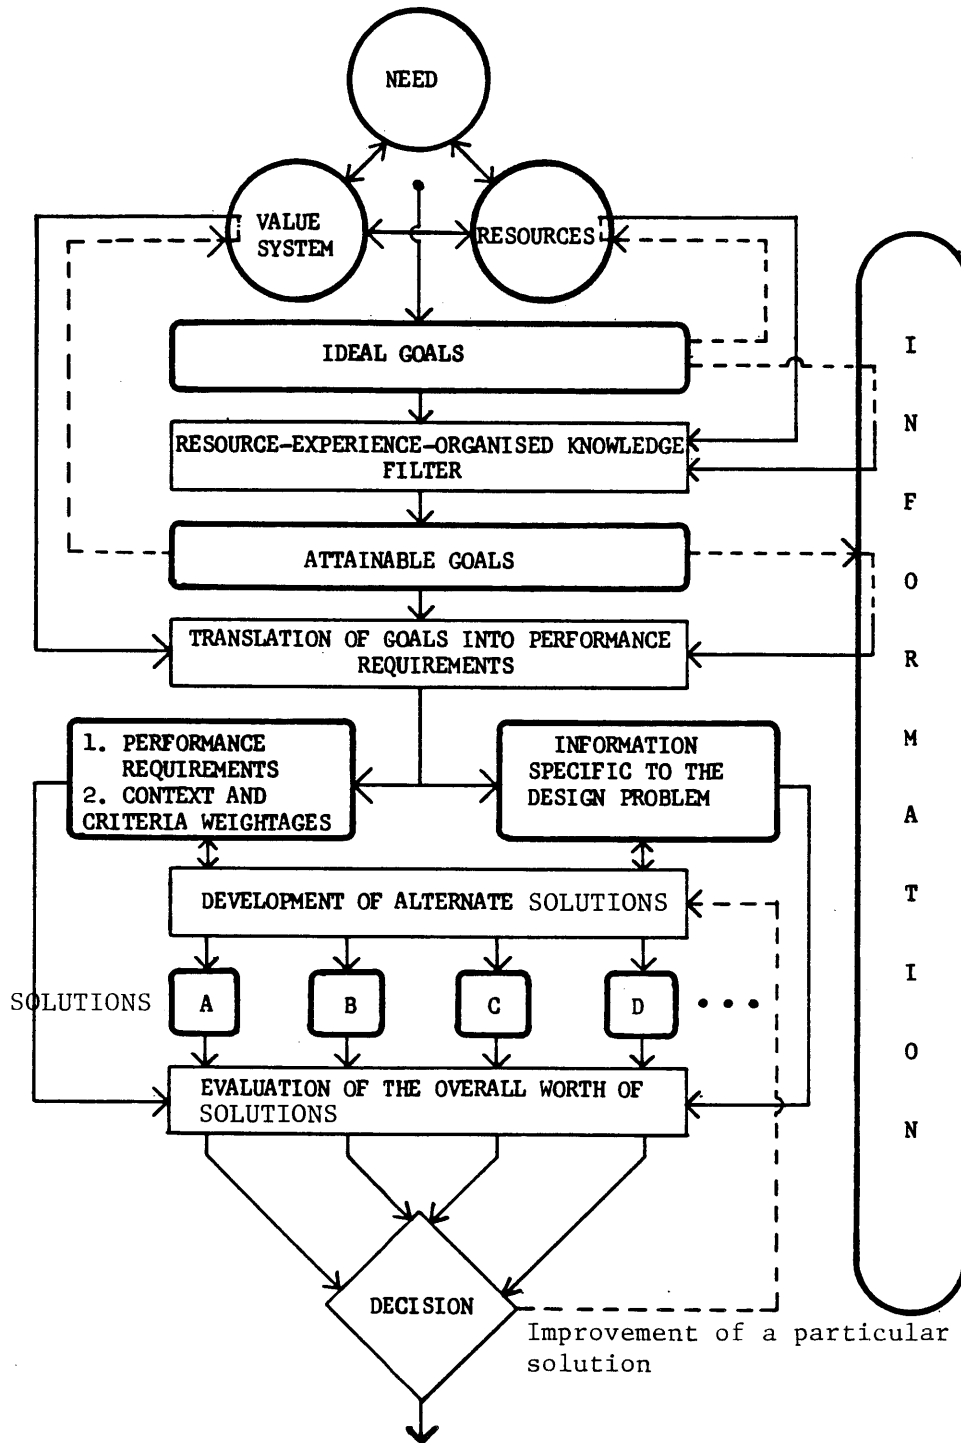 NEED
VALUE
SYSTEM
RESOURCES
IDEAL GOALS
RESOURCE-EXPERIENCE-ORGANISED KNOWLEDGE
FILTER
ATTAINABLE GOALS
TRANSLATION OF GOALS INTO PERFORMANCE
REQUIREMENTS
1. PERFORMANCE
REQUIREMENTS
2. CONTEXT AND
CRITERIA WEIGHTAGES
INFORMATION
SPECIFIC TO THE
DESIGN PROBLEM
DEVELOPMENT OF ALTERNATE SOLUTIONS
SOLUTIONS A B C D • • •
EVALUATION OF THE OVERALL WORTH OF
SOLUTIONS
DECISION
Improvement of a particular
solution
I
N
F
O
R
M
A
T
I
O
N